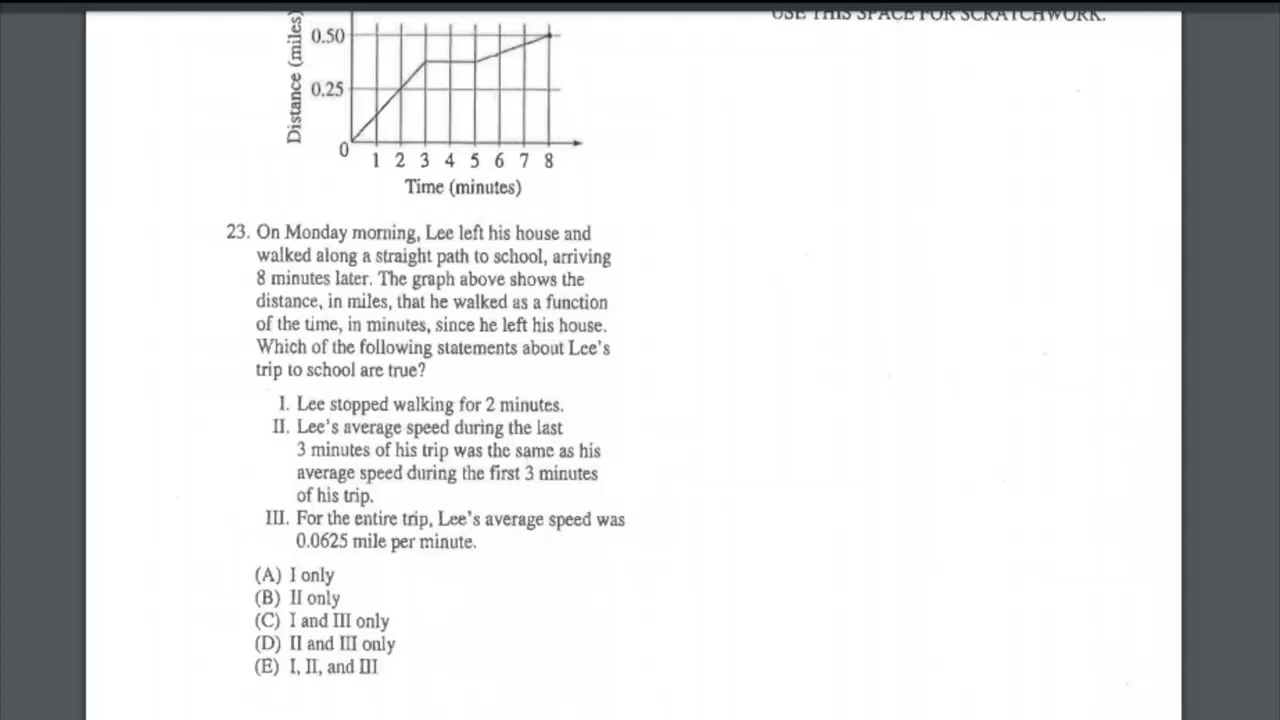 USE THIS SPACE FOR SCRATCHWORK.
Distance (miles)
0.50
0.25
0
1 2 3 4 5 6 7 8
Time (minutes)
23. On Monday morning, Lee left his house and
walked along a straight path to school, arriving
8 minutes later. The graph above shows the
distance, in miles, that he walked as a function
of the time, in minutes, since he left his house.
Which of the following statements about Lee's
trip to school are true?
I. Lee stopped walking for 2 minutes.
II. Lee's average speed during the last
3 minutes of his trip was the same as his
average speed during the first 3 minutes
of his trip.
III. For the entire trip, Lee's average speed was
0.0625 mile per minute.
(A) I only
(B) II only
(C) I and III only
(D) II and III only
(E) I, II, and III